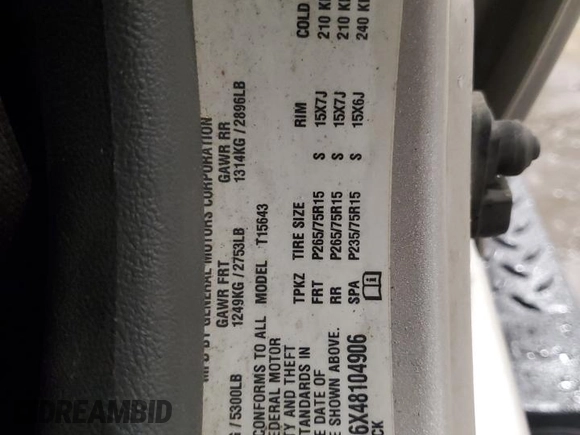 MFD BY GENERAL MOTORS CORPORATION
GAWR FRT GAWR RR
/ 5300LB 1249KG / 2753LB 1314KG / 2896LB
CONFORMS TO ALL MODEL T15643
FEDERAL MOTOR
AND THEFT TPKZ TIRE SIZE RIM COLD
STANDARDS IN FRT P265/75R15 S 15X7J 210
DATE OF RR P265/75R15 S 15X7J 210
SHOWN ABOVE. SPA P235/75R15 S 15X6J 240
6X48104906
DREAMBID